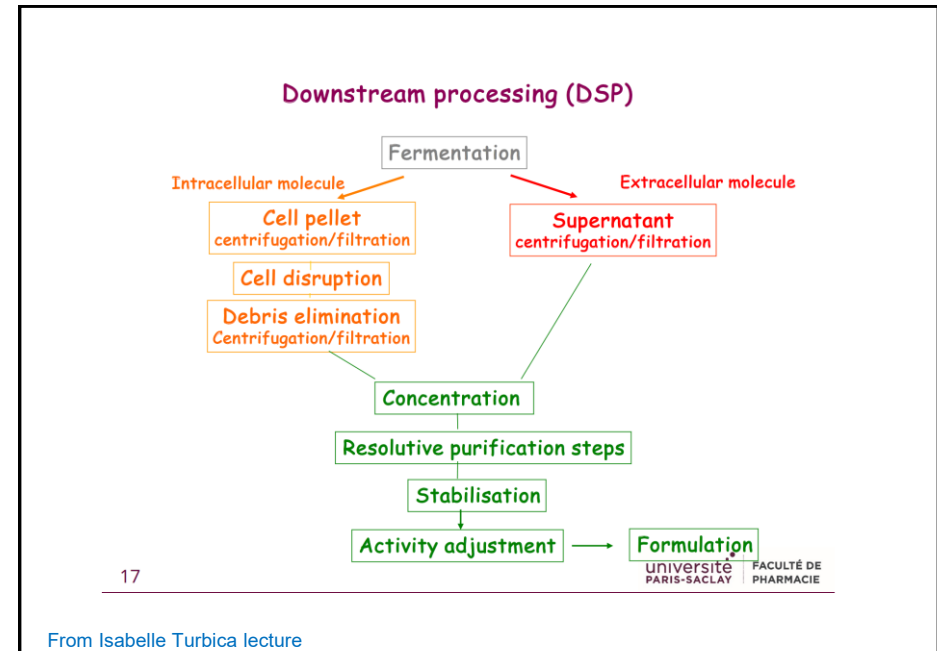 Downstream processing (DSP)
Fermentation
Intracellular molecule
Extracellular molecule
Cell pellet
centrifugation/filtration
Supernatant
centrifugation/filtration
Cell disruption
Debris elimination
Centrifugation/filtration
Concentration
Resolutive purification steps
Stabilisation
Activity adjustment
Formulation
17
université
PARIS-SACLAY
FACULTÉ DE
PHARMACIE
From Isabelle Turbica lecture